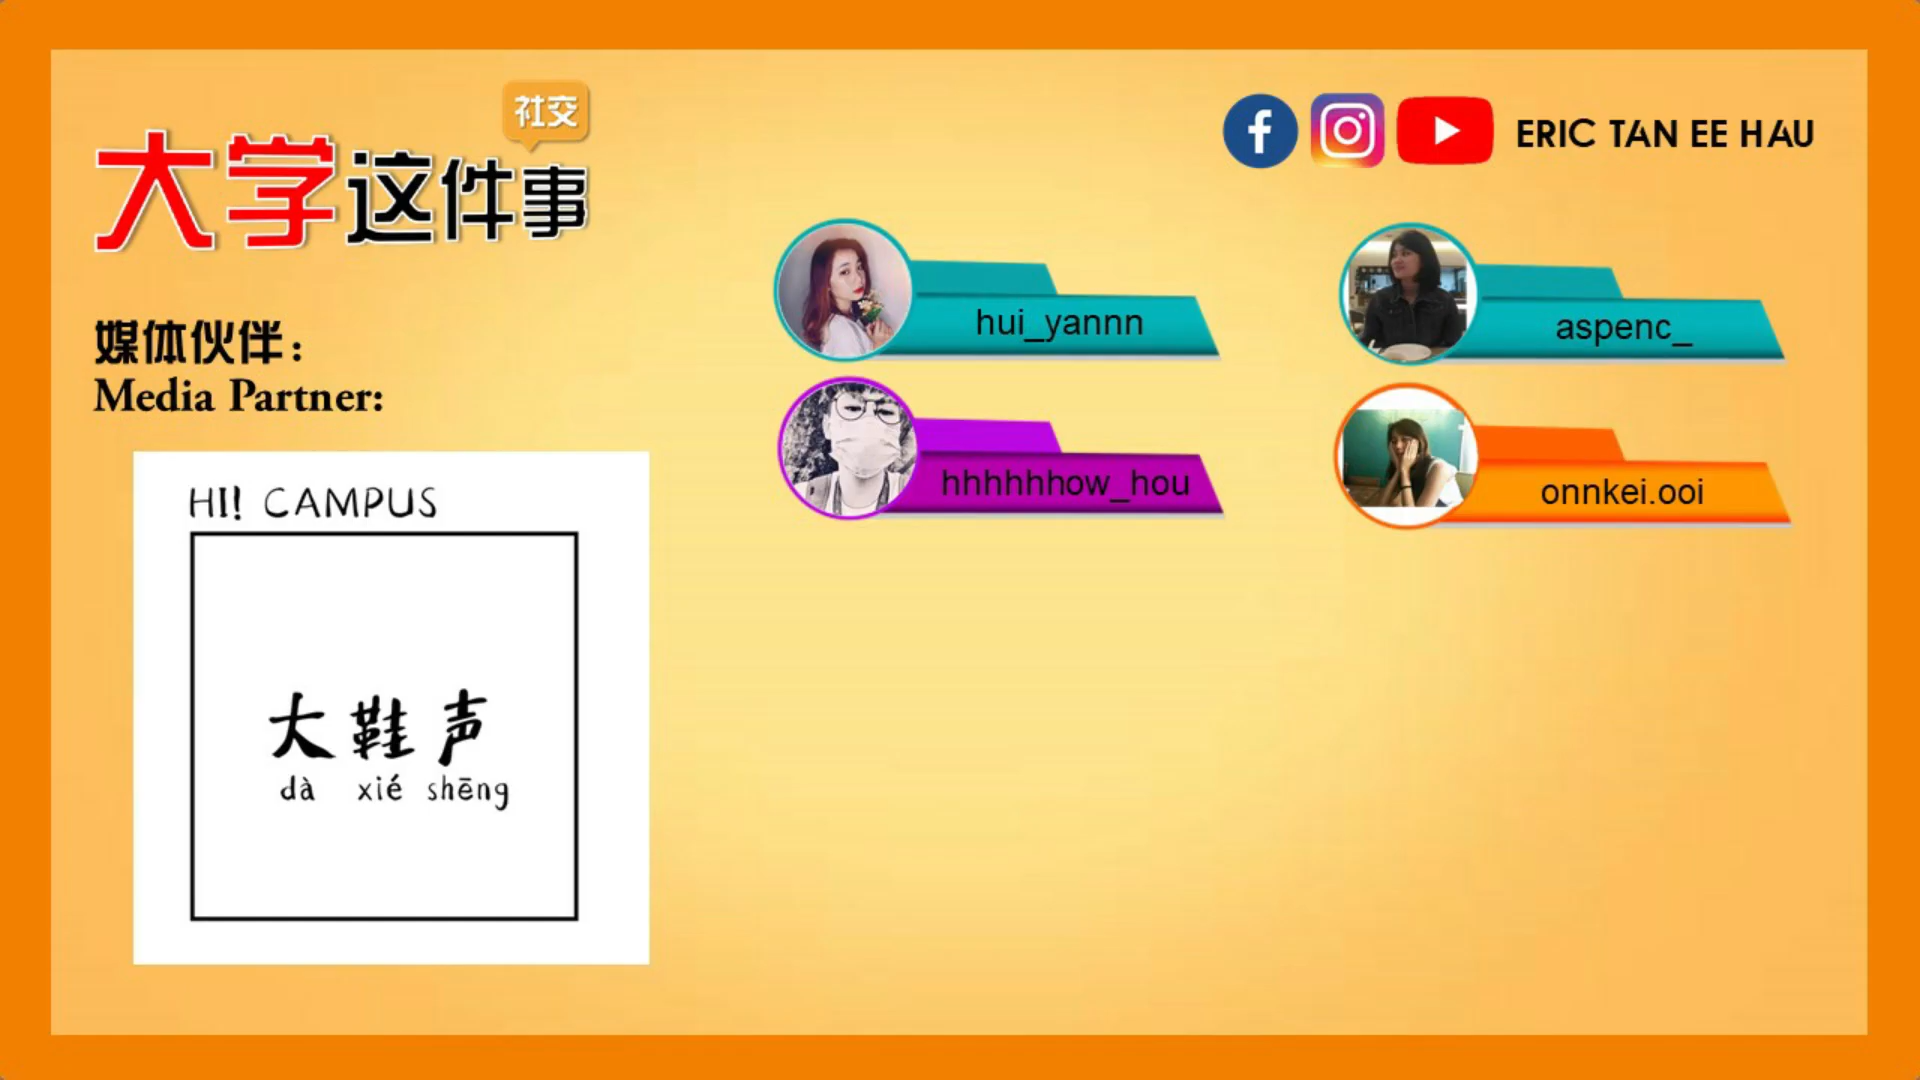 社交
大学这件事
ERIC TAN EE HAU
媒体伙伴：
Media Partner:
HI! CAMPUS
大鞋声
dà xié shēng
hui_yannn
aspenc_
hhhhhhow_hou
onnkei.ooi